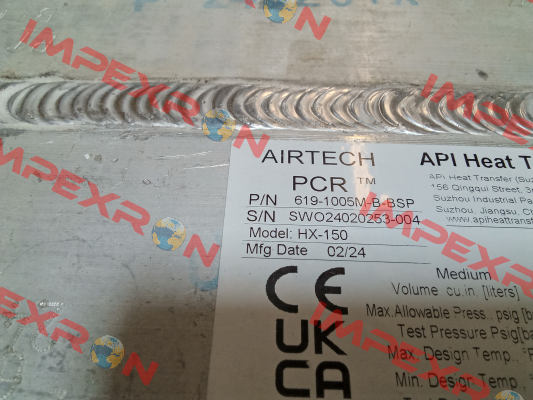 IMPEXRON
IMPEXRON
IMPEXRON
AIRTECH
PCR ™
P/N 619-1005M-B-BSP
S/N SWO24020253-004
Model: HX-150
Mfg Date 02/24
CE
UK
CA
API Heat T
API Heat Transfer (Suz
156 Qingqui Street, 3r
Suzhou Industrial Pa
Suzhou, Jiangsu, Ch
www.apiheattransf
Medium
Volume cu.in. [liters]
Max.Allowable Press., psig [ba
Test Pressure Psig[ba
Max. Design Temp., °F
Min. Design Temp., °